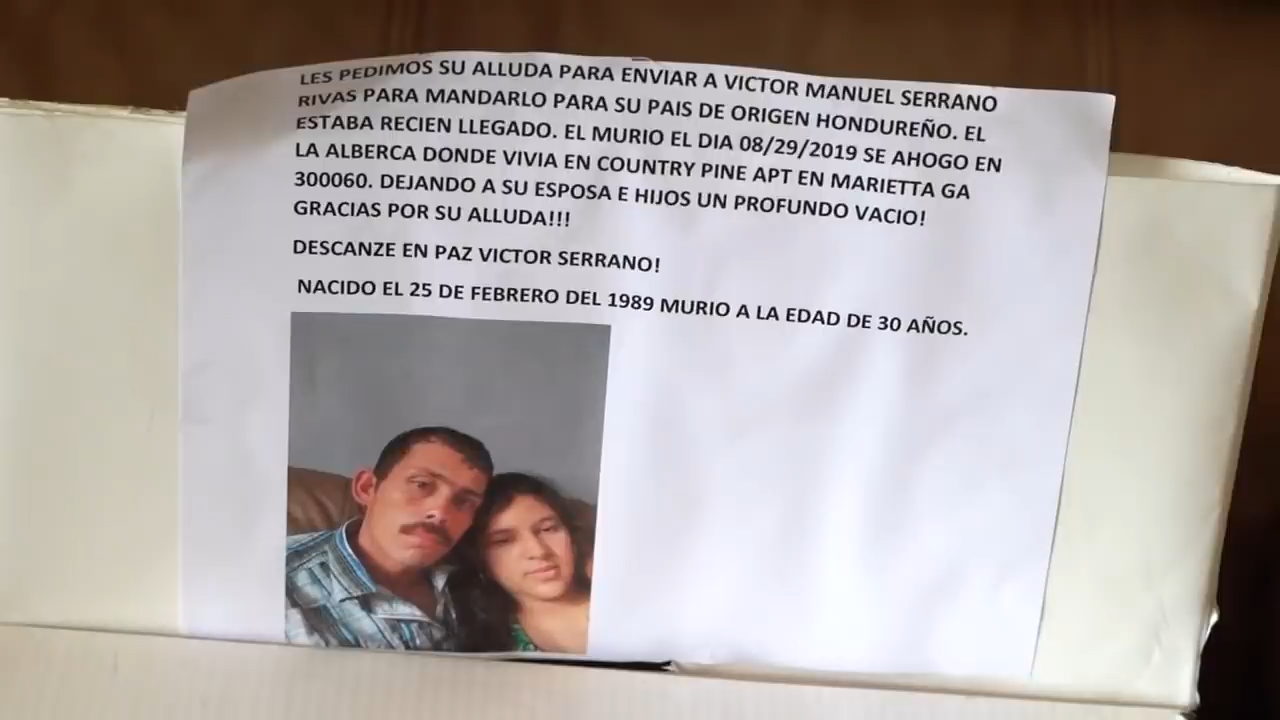 LES PEDIMOS SU ALLUDA PARA ENVIAR A VICTOR MANUEL SERRANO
RIVAS PARA MANDARLO PARA SU PAIS DE ORIGEN HONDUREÑO. EL
ESTABA RECIEN LLEGADO. EL MURIO EL DIA 08/29/2019 SE AHOGO EN
LA ALBERCA DONDE VIVIA EN COUNTRY PINE APT EN MARIETTA GA
300060. DEJANDO A SU ESPOSA E HIJOS UN PROFUNDO VACIO!
GRACIAS POR SU ALLUDA!!!
DESCANZE EN PAZ VICTOR SERRANO!
NACIDO EL 25 DE FEBRERO DEL 1989 MURIO A LA EDAD DE 30 AÑOS.